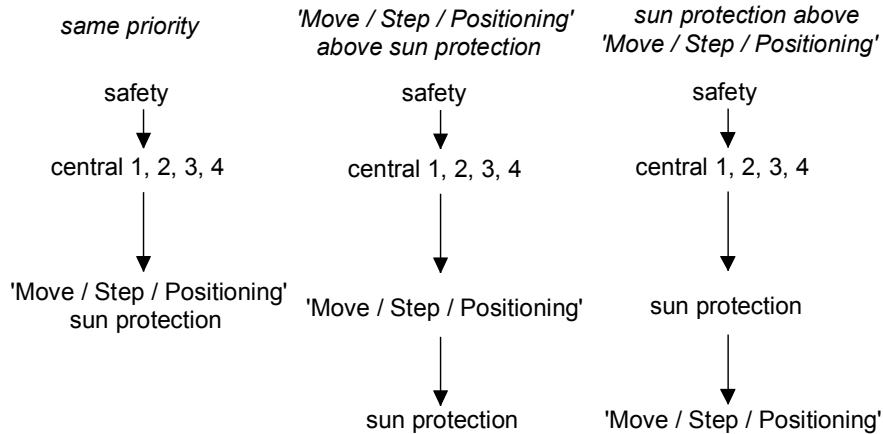 same priority
'Move / Step / Positioning'
above sun protection
sun protection above
'Move / Step / Positioning'
safety
safety
safety
central 1, 2, 3, 4
central 1, 2, 3, 4
central 1, 2, 3, 4
'Move / Step / Positioning'
sun protection
'Move / Step / Positioning'
sun protection
sun protection
'Move / Step / Positioning'